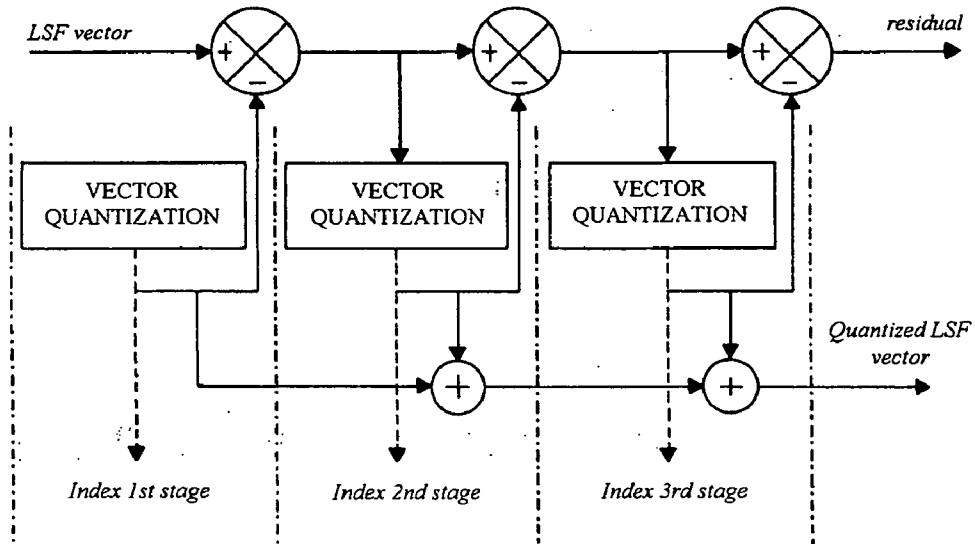 LSF vector
residual
+
−
+
−
+
−
VECTOR
QUANTIZATION
VECTOR
QUANTIZATION
VECTOR
QUANTIZATION
Quantized LSF
vector
+
+
Index 1st stage
Index 2nd stage
Index 3rd stage